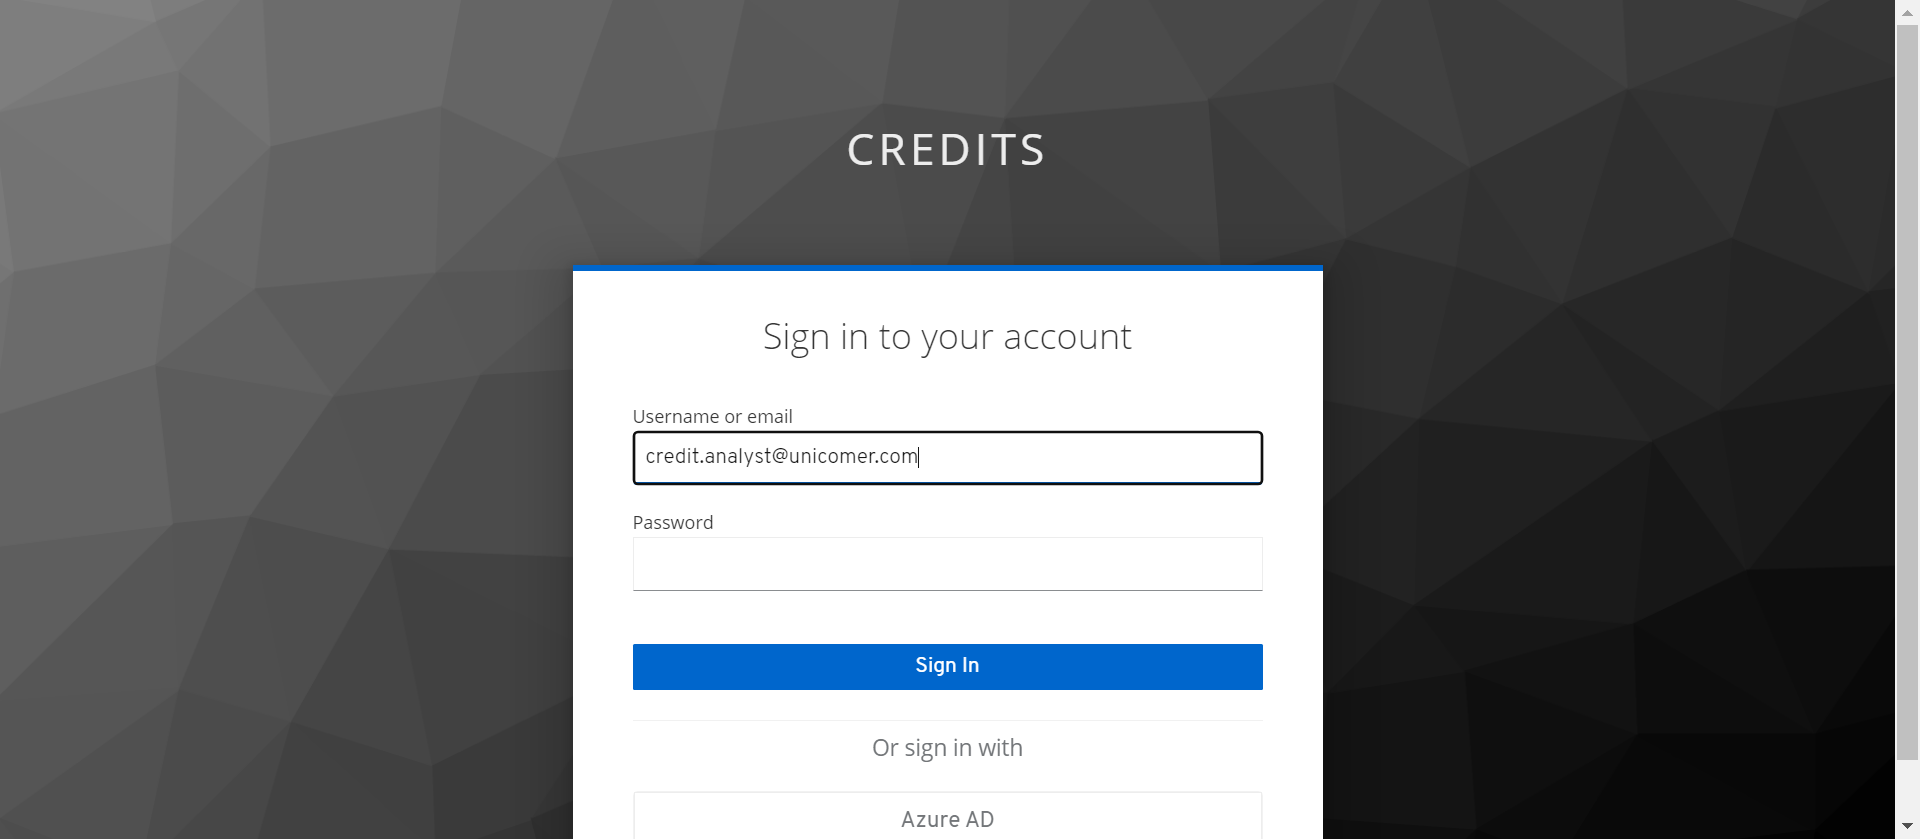 CREDITS
Sign in to your account
Username or email
credit.analyst@unicomer.com
Password
Sign In
Or sign in with
Azure AD